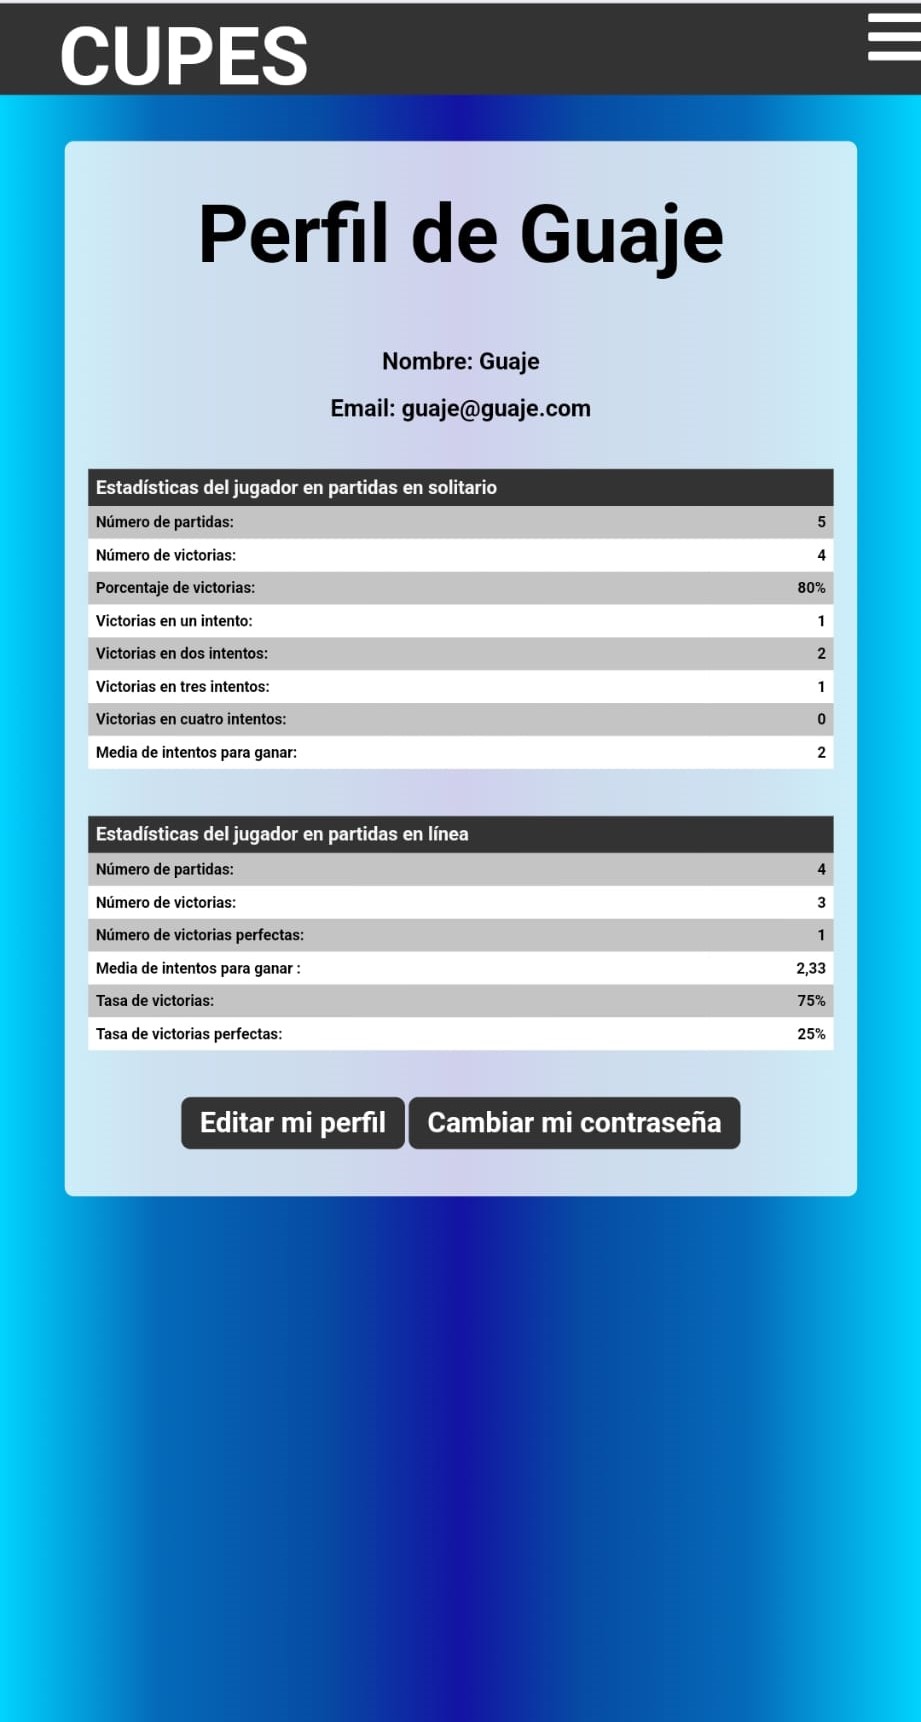 CUPES
Perfil de Guaje
Nombre: Guaje
Email: guaje@guaje.com
Estadísticas del jugador en partidas en solitario
Número de partidas: 5
Número de victorias: 4
Porcentaje de victorias: 80%
Victorias en un intento: 1
Victorias en dos intentos: 2
Victorias en tres intentos: 1
Victorias en cuatro intentos: 0
Media de intentos para ganar: 2
Estadísticas del jugador en partidas en línea
Número de partidas: 4
Número de victorias: 3
Número de victorias perfectas: 1
Media de intentos para ganar : 2,33
Tasa de victorias: 75%
Tasa de victorias perfectas: 25%
Editar mi perfil Cambiar mi contraseña